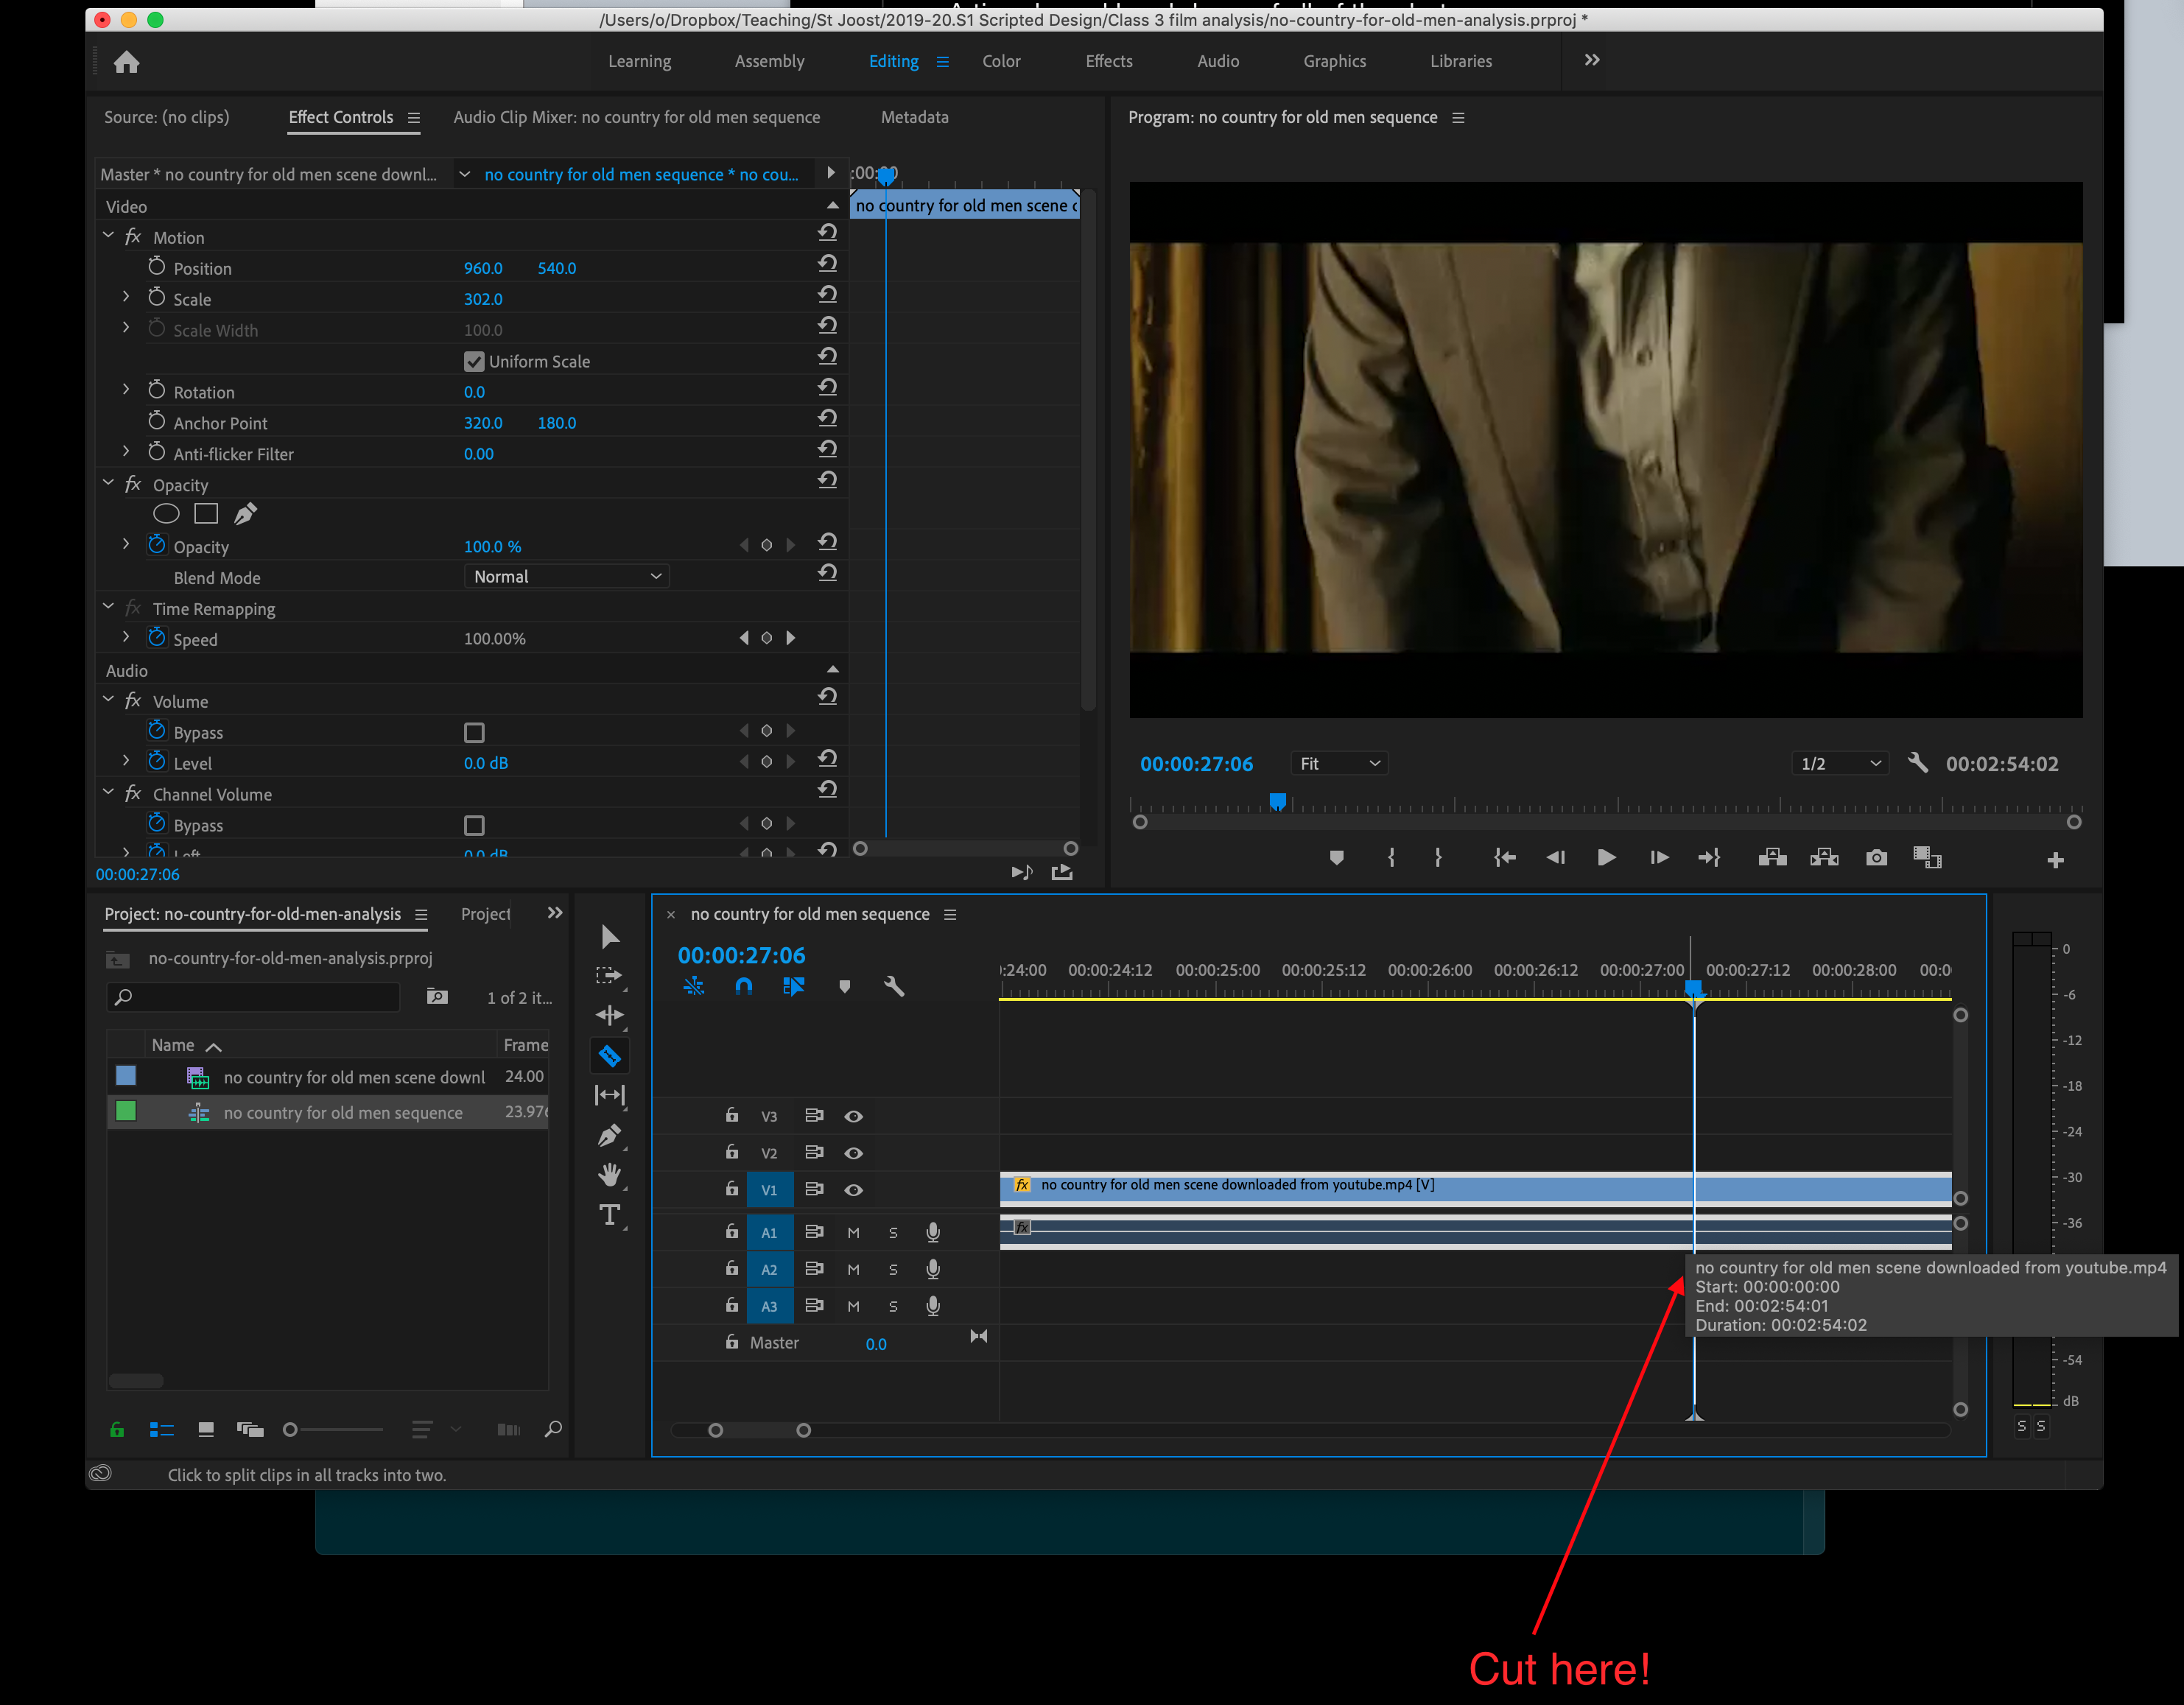 /Users/o/Dropbox/Teaching/St Joost/2019-20.S1 Scripted Design/Class 3 film analysis/no-country-for-old-men-analysis.prproj *
Learning Assembly Editing Color Effects Audio Graphics Libraries
Source: (no clips) Effect Controls Audio Clip Mixer: no country for old men sequence Metadata
Program: no country for old men sequence
Master * no country for old men scene downl... no country for old men sequence * no cou... :00:00
Video
no country for old men scene
fx Motion
Position 960.0 540.0
Scale 302.0
Scale Width 100.0
Uniform Scale
Rotation 0.0
Anchor Point 320.0 180.0
Anti-flicker Filter 0.00
fx Opacity
Opacity 100.0 %
Blend Mode Normal
fx Time Remapping
Speed 100.00%
Audio
fx Volume
Bypass
Level 0.0 dB
fx Channel Volume
Bypass
Left 0.0 dB
00:00:27:06
00:00:27:06 Fit 1/2 00:02:54:02
Project: no-country-for-old-men-analysis Project
no-country-for-old-men-analysis.prproj
1 of 2 it...
Name Frame
no country for old men scene downl 24.00
no country for old men sequence 23.976
× no country for old men sequence
00:00:27:06
:24:00 00:00:24:12 00:00:25:00 00:00:25:12 00:00:26:00 00:00:26:12 00:00:27:00 00:00:27:12 00:00:28:00 00:0
V3
V2
V1
fx no country for old men scene downloaded from youtube.mp4 [V]
A1 M S
fx
A2 M S
A3 M S
Master 0.0
no country for old men scene downloaded from youtube.mp4
Start: 00:00:00:00
End: 00:02:54:01
Duration: 00:02:54:02
0
-6
-12
-18
-24
-30
-36
-54
dB
S S
Click to split clips in all tracks into two.
Cut here!